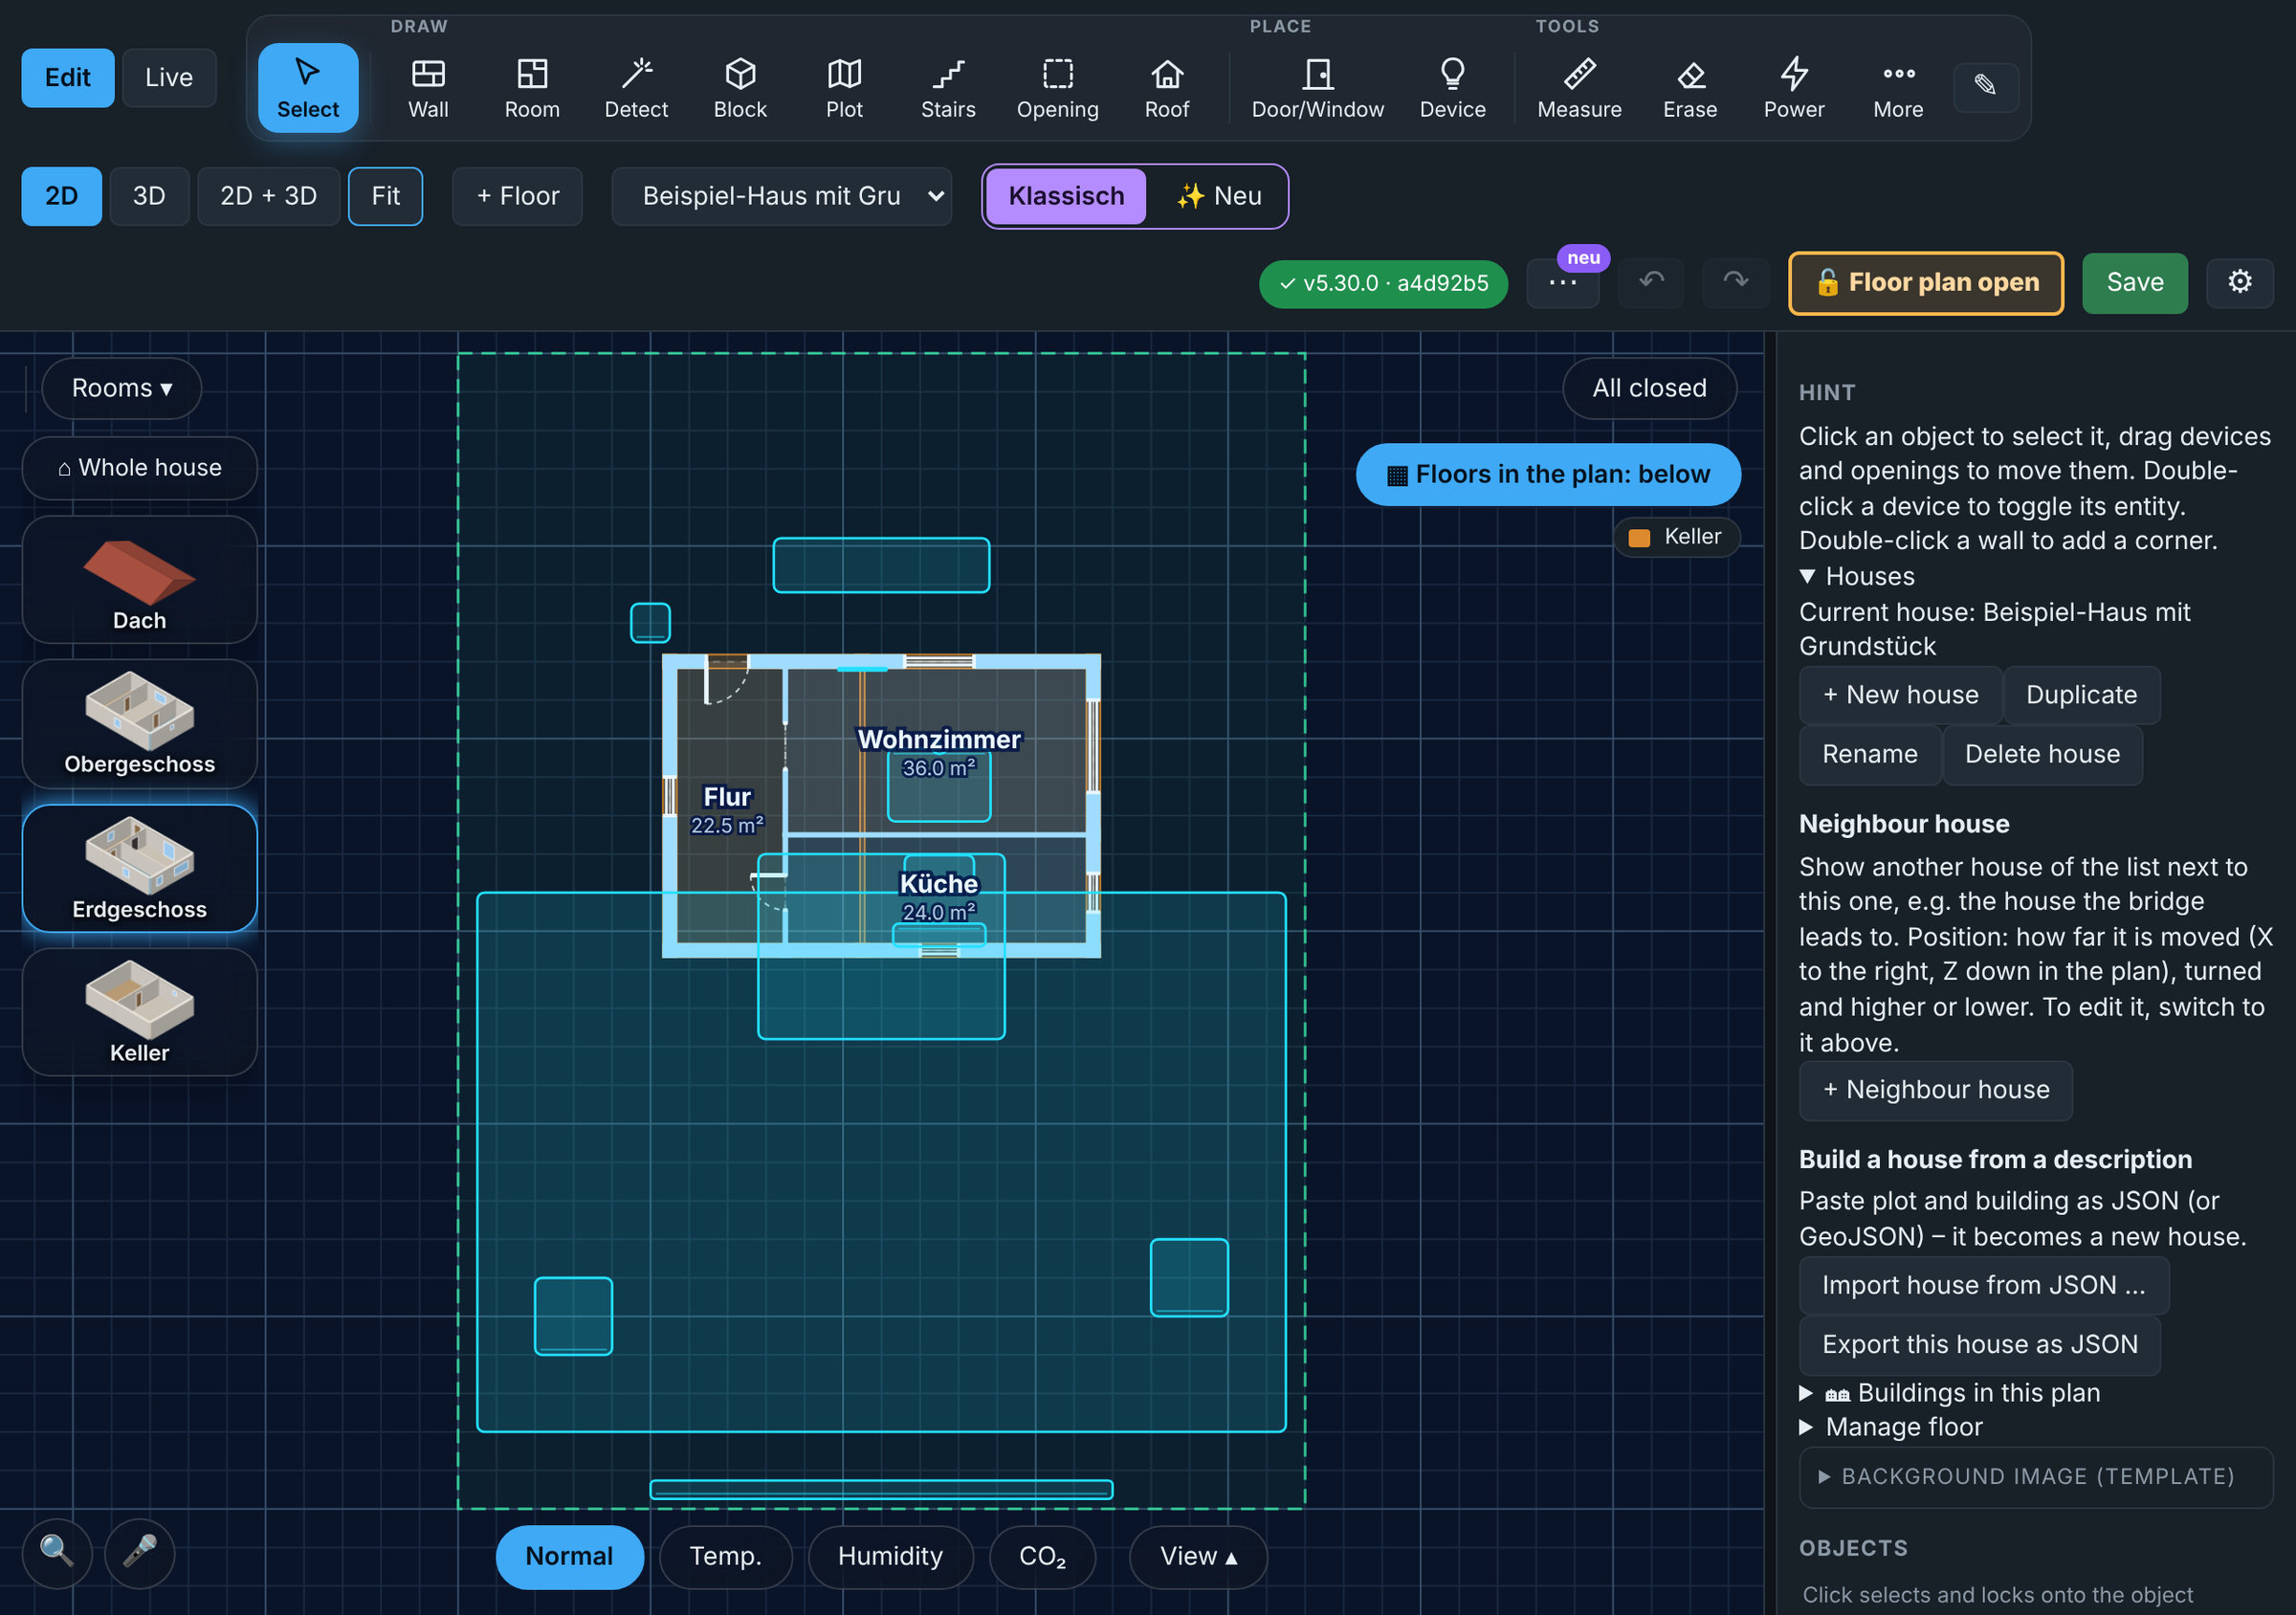 DRAW
PLACE
TOOLS
Edit
Live
Select
Wall
Room
Detect
Block
Plot
Stairs
Opening
Roof
Door/Window
Device
Measure
Erase
Power
More
2D
3D
2D + 3D
Fit
+ Floor
Beispiel-Haus mit Gru
Klassisch
✨ Neu
✓ v5.30.0 · a4d92b5
neu
...
Floor plan open
Save
Rooms ▾
All closed
⌂ Whole house
Floors in the plan: below
Keller
Dach
Obergeschoss
Erdgeschoss
Keller
Wohnzimmer
36.0 m²
Flur
22.5 m²
Küche
24.0 m²
Normal
Temp.
Humidity
CO₂
View ▴
HINT
Click an object to select it, drag devices
and openings to move them. Double-
click a device to toggle its entity.
Double-click a wall to add a corner.
▼ Houses
Current house: Beispiel-Haus mit
Grundstück
+ New house
Duplicate
Rename
Delete house
Neighbour house
Show another house of the list next to
this one, e.g. the house the bridge
leads to. Position: how far it is moved (X
to the right, Z down in the plan), turned
and higher or lower. To edit it, switch to
it above.
+ Neighbour house
Build a house from a description
Paste plot and building as JSON (or
GeoJSON) – it becomes a new house.
Import house from JSON ...
Export this house as JSON
▶ Buildings in this plan
▶ Manage floor
▶ BACKGROUND IMAGE (TEMPLATE)
OBJECTS
Click selects and locks onto the object